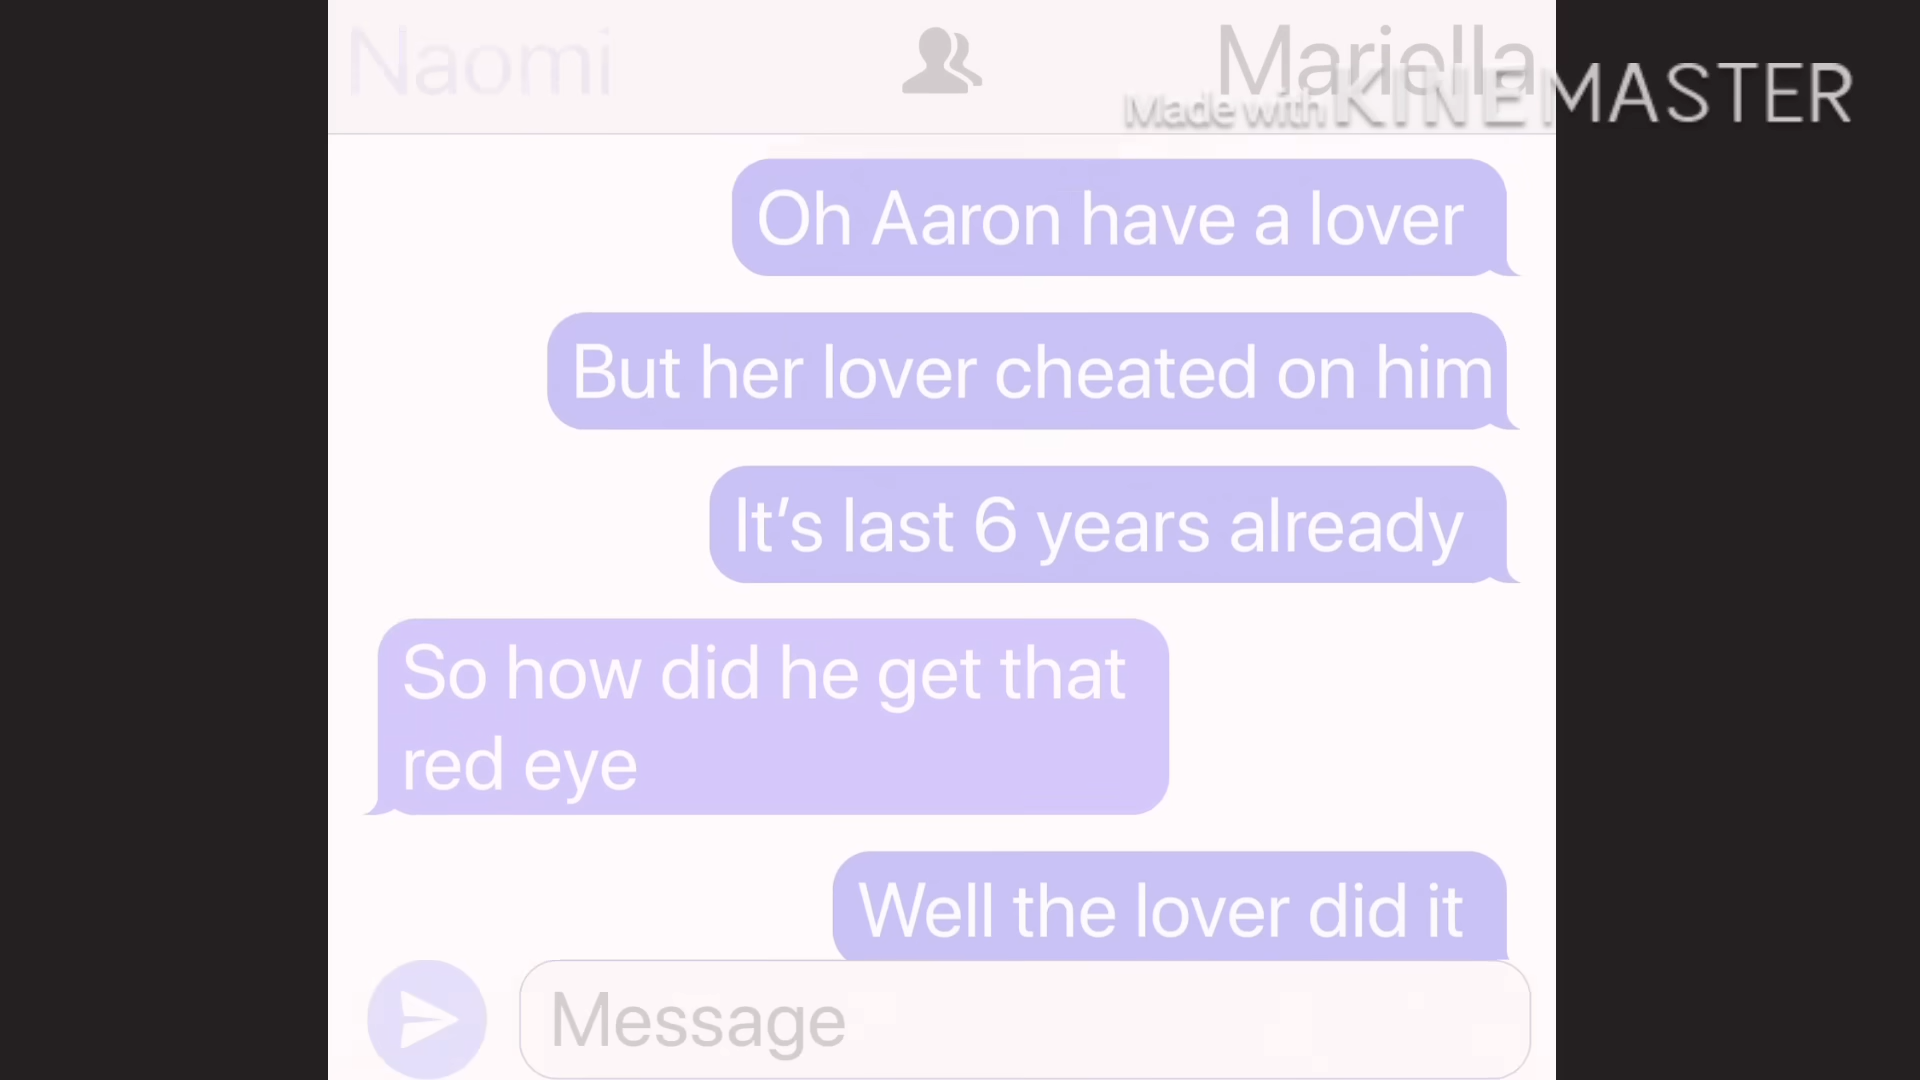 Naomi
Mariella
Made with KINEMASTER
Oh Aaron have a lover
But her lover cheated on him
It’s last 6 years already
So how did he get that
red eye
Well the lover did it
Message